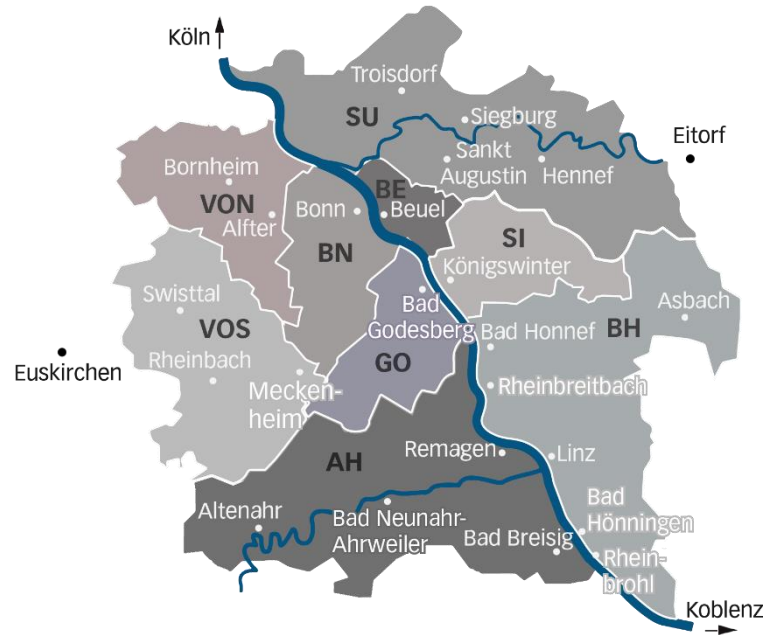 Köln
Troisdorf
SU
Siegburg
Eitorf
Sankt
Augustin
Hennef
Bornheim
VON
Alfter
Bonn
BE
Beuel
BN
SI
Königswinter
Swisttal
VOS
Bad
Godesberg
Asbach
BH
Bad Honnef
Euskirchen
Rheinbach
GO
Mecken-
heim
Rheinbreitbach
AH
Remagen
Linz
Altenahr
Bad Neunahr-
Ahrweiler
Bad Breisig
Bad
Hönningen
Rhein-
brohl
Koblenz